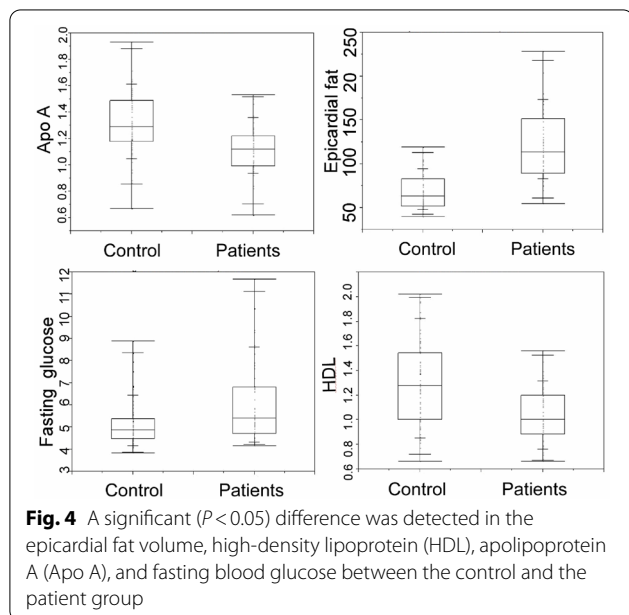 Apo A
2.0
1.8
1.6
1.4
1.2
1.0
0.8
0.6
Control Patients
Epicardial fat
250
150
100
50
Control Patients
Fasting glucose
12
11
10
9
8
7
6
5
4
3
Control Patients
HDL
2.0
1.8
1.6
1.4
1.2
1.0
0.8
0.6
Control Patients
Fig. 4 A significant (P < 0.05) difference was detected in the
epicardial fat volume, high-density lipoprotein (HDL), apolipoprotein
A (Apo A), and fasting blood glucose between the control and the
patient group